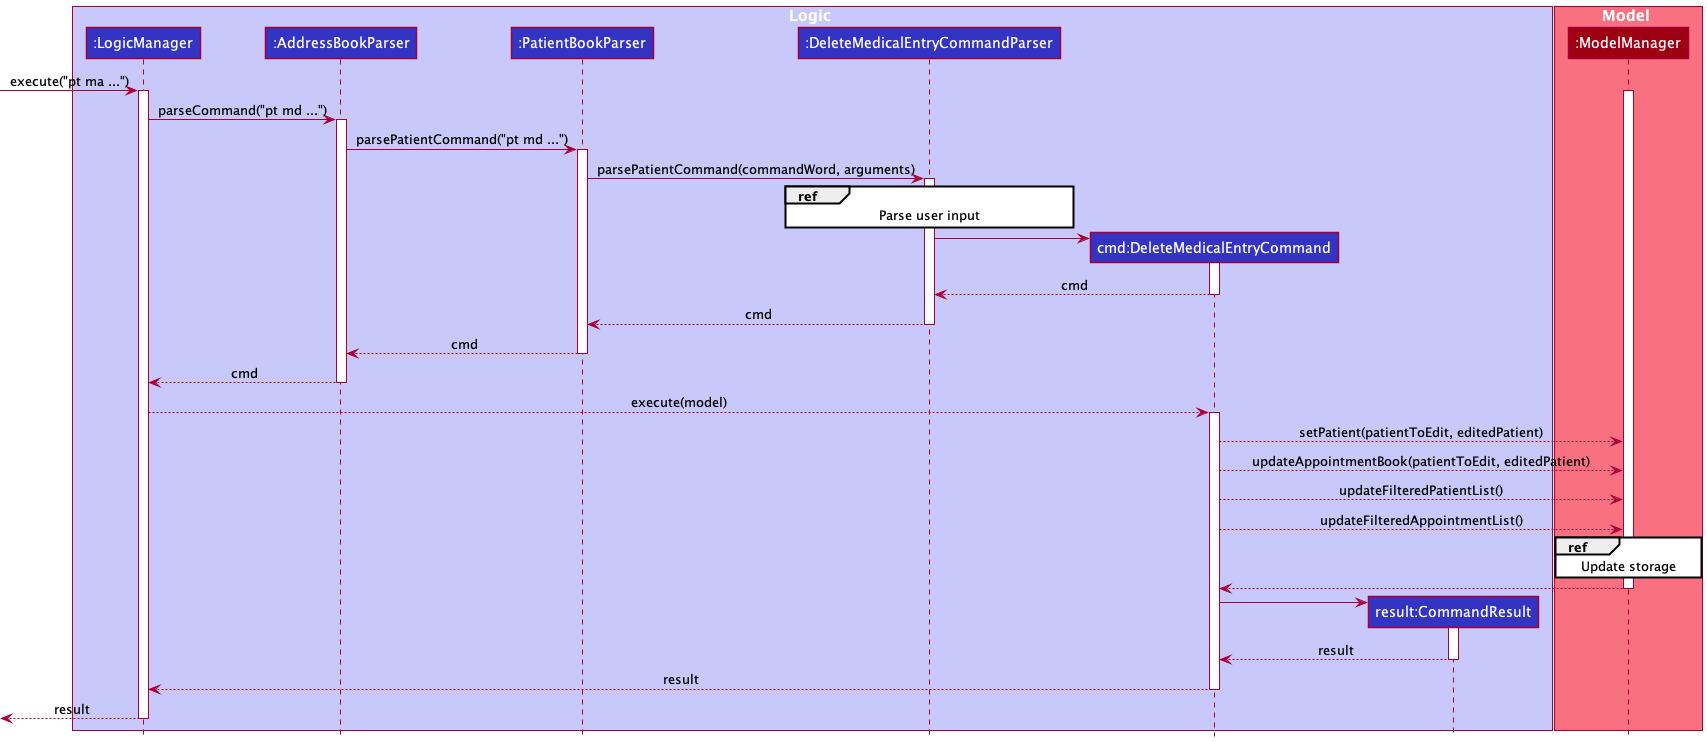 Logic
Model
:LogicManager
:AddressBookParser
:PatientBookParser
:DeleteMedicalEntryCommandParser
:ModelManager
execute("pt ma ...")
parseCommand("pt md ...")
parsePatientCommand("pt md ...")
parsePatientCommand(commandWord, arguments)
ref
Parse user input
cmd:DeleteMedicalEntryCommand
cmd
cmd
cmd
cmd
execute(model)
setPatient(patientToEdit, editedPatient)
updateAppointmentBook(patientToEdit, editedPatient)
updateFilteredPatientList()
updateFilteredAppointmentList()
ref
Update storage
result:CommandResult
result
result
result